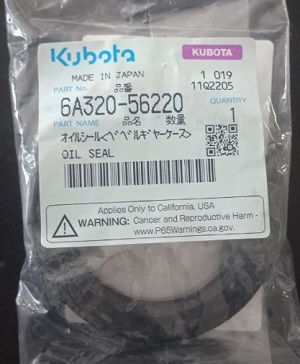 Kubota
KUBOTA
MADE IN JAPAN
1 019
PART No. 品番
11Q2205
6A320-56220
QUANTITY
PART NAME 品名 数量
1
オイルシール<ベベルギヤーケース>
OIL SEAL
Applies Only to California. USA
WARNING: Cancer and Reproductive Harm -
www.P65Warnings.ca.gov.